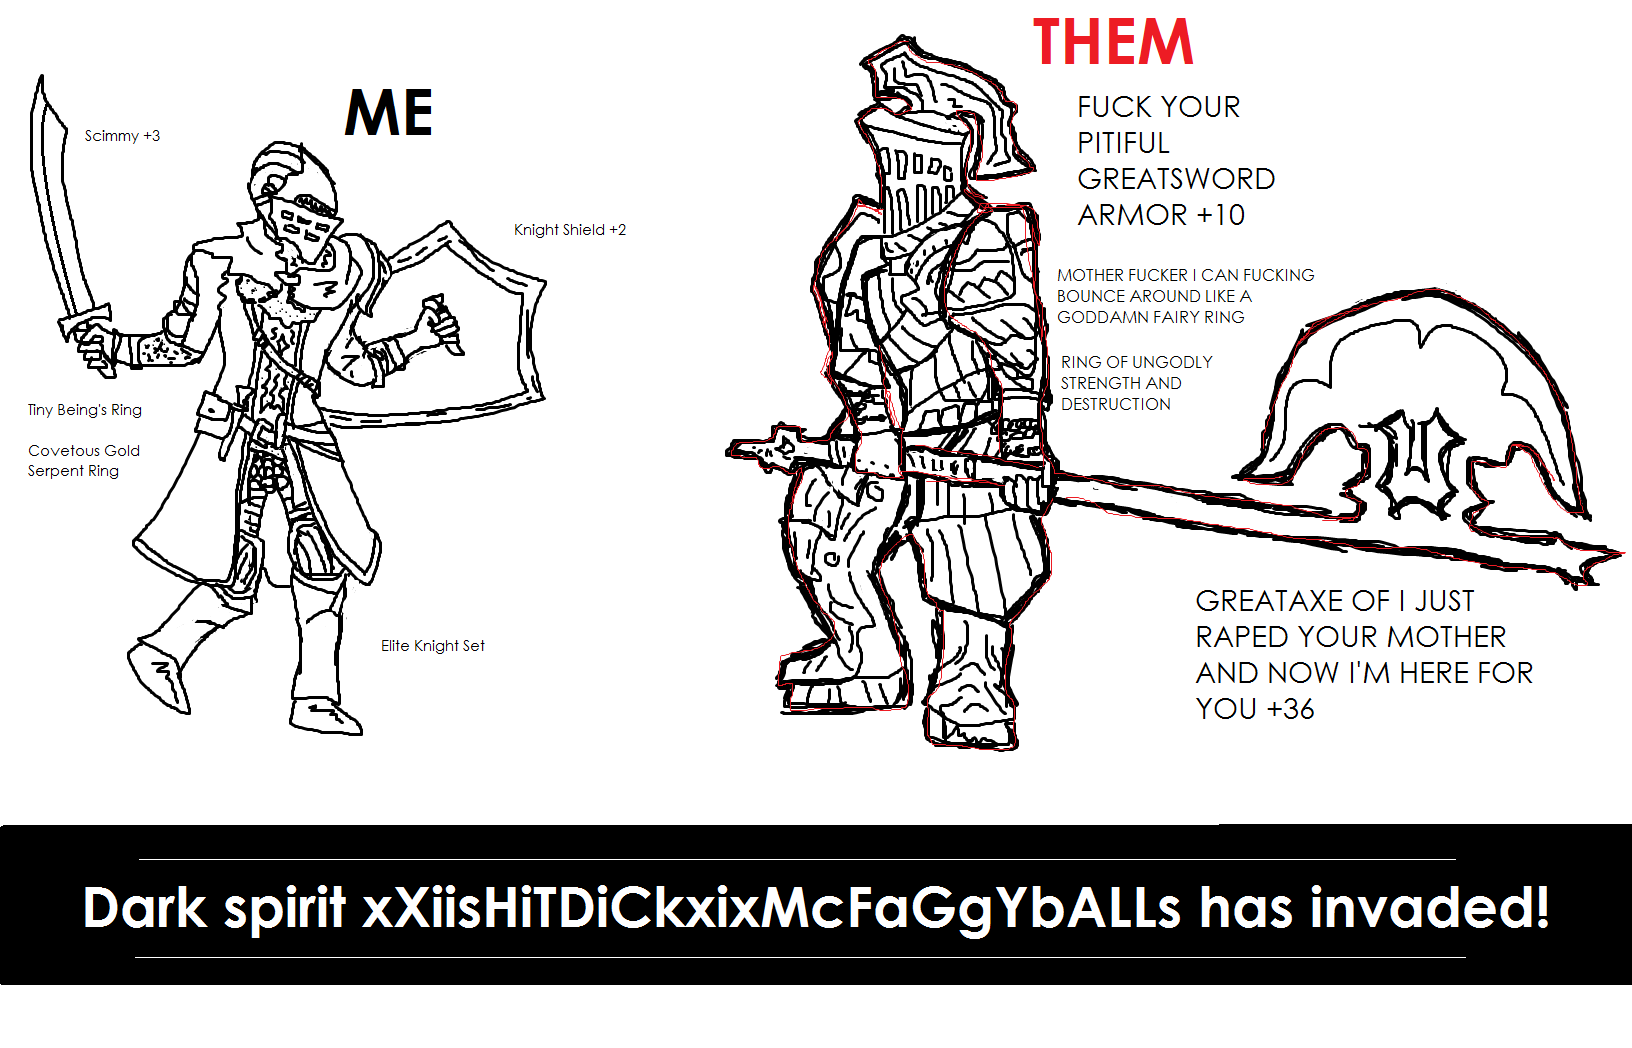 THEM
ME
FUCK YOUR
PITIFUL
GREATSWORD
ARMOR +10
Scimmy +3
Knight Shield +2
MOTHER FUCKER I CAN FUCKING
BOUNCE AROUND LIKE A
GODDAMN FAIRY RING
RING OF UNGODLY
STRENGTH AND
DESTRUCTION
Tiny Being's Ring
Covetous Gold
Serpent Ring
Elite Knight Set
GREATAXE OF I JUST
RAPED YOUR MOTHER
AND NOW I'M HERE FOR
YOU +36
Dark spirit xXiisHiTDiCkxixMcFaGgYbALLs has invaded!